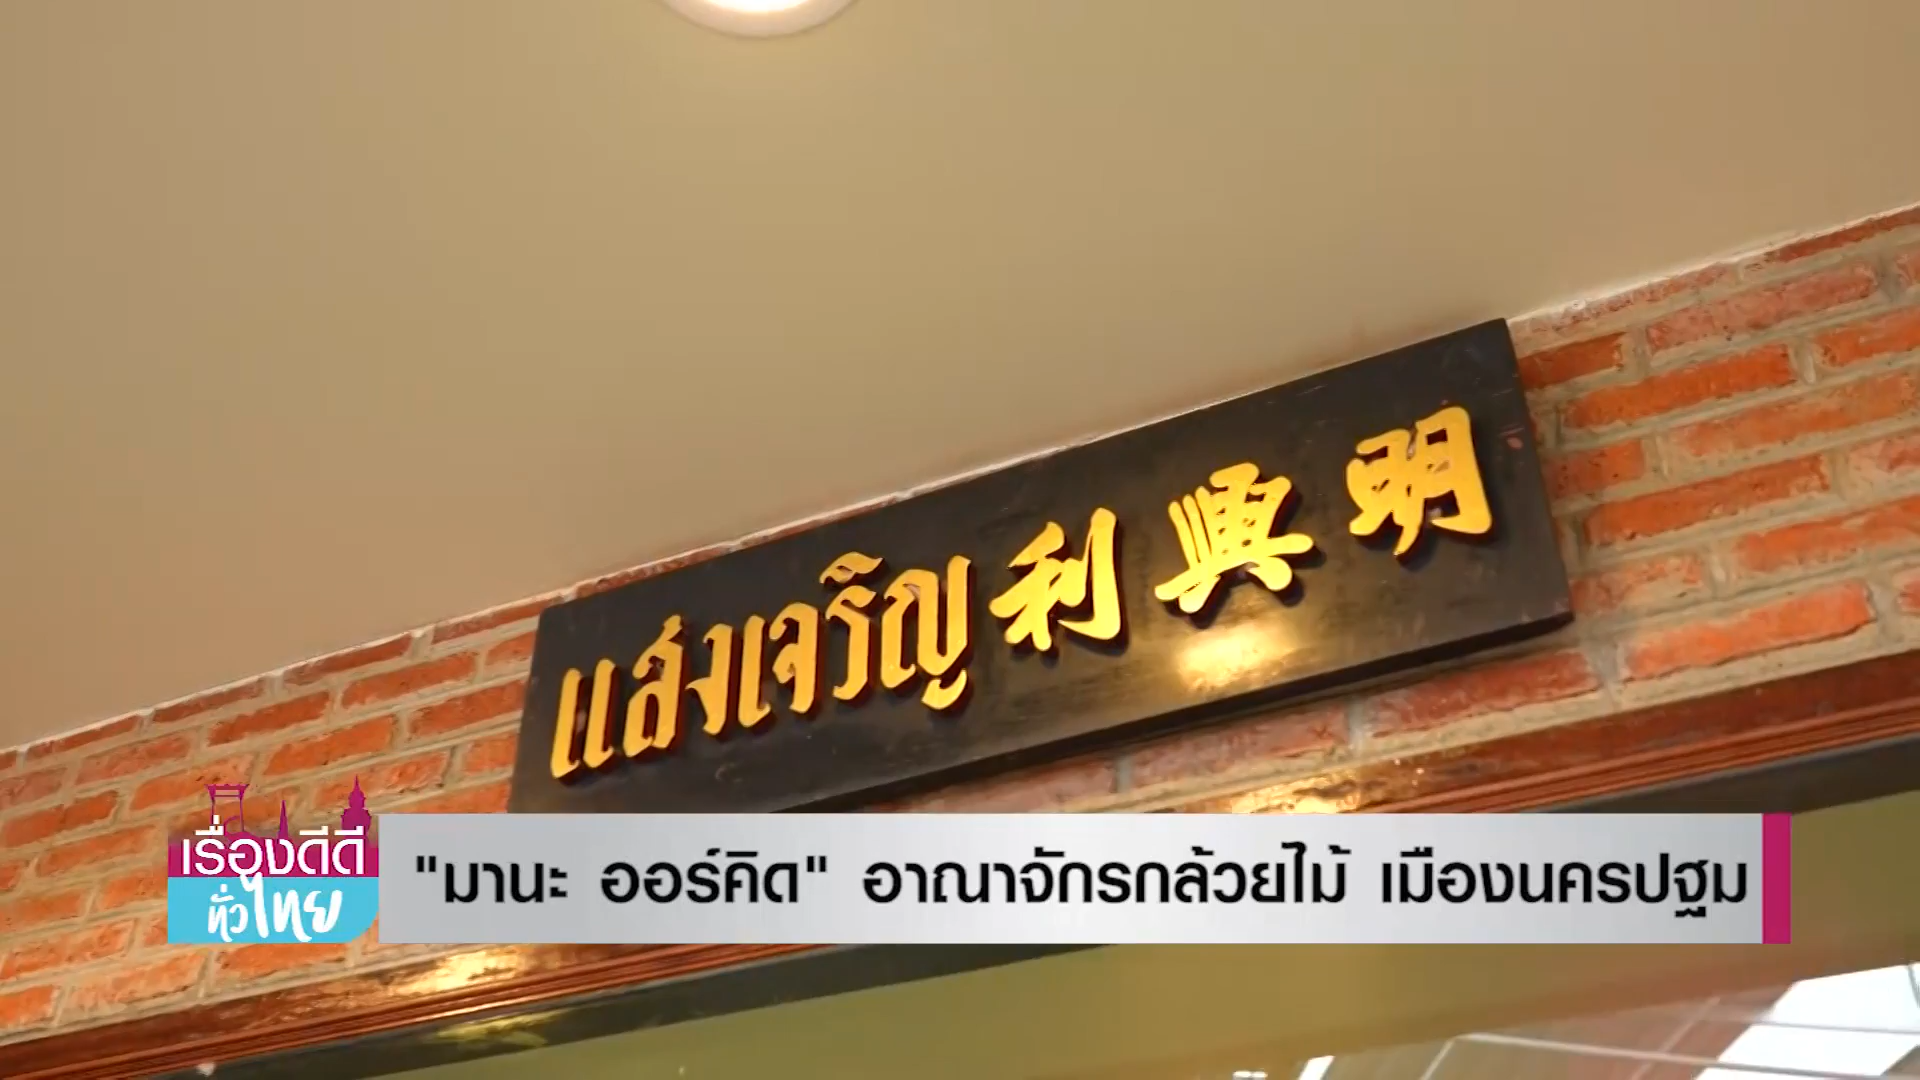 แสงเจริญ 利興明
เรื่องดีดี
ทั่วไทย
"มานะ ออร์คิด" อาณาจักรกล้วยไม้ เมืองนครปฐม